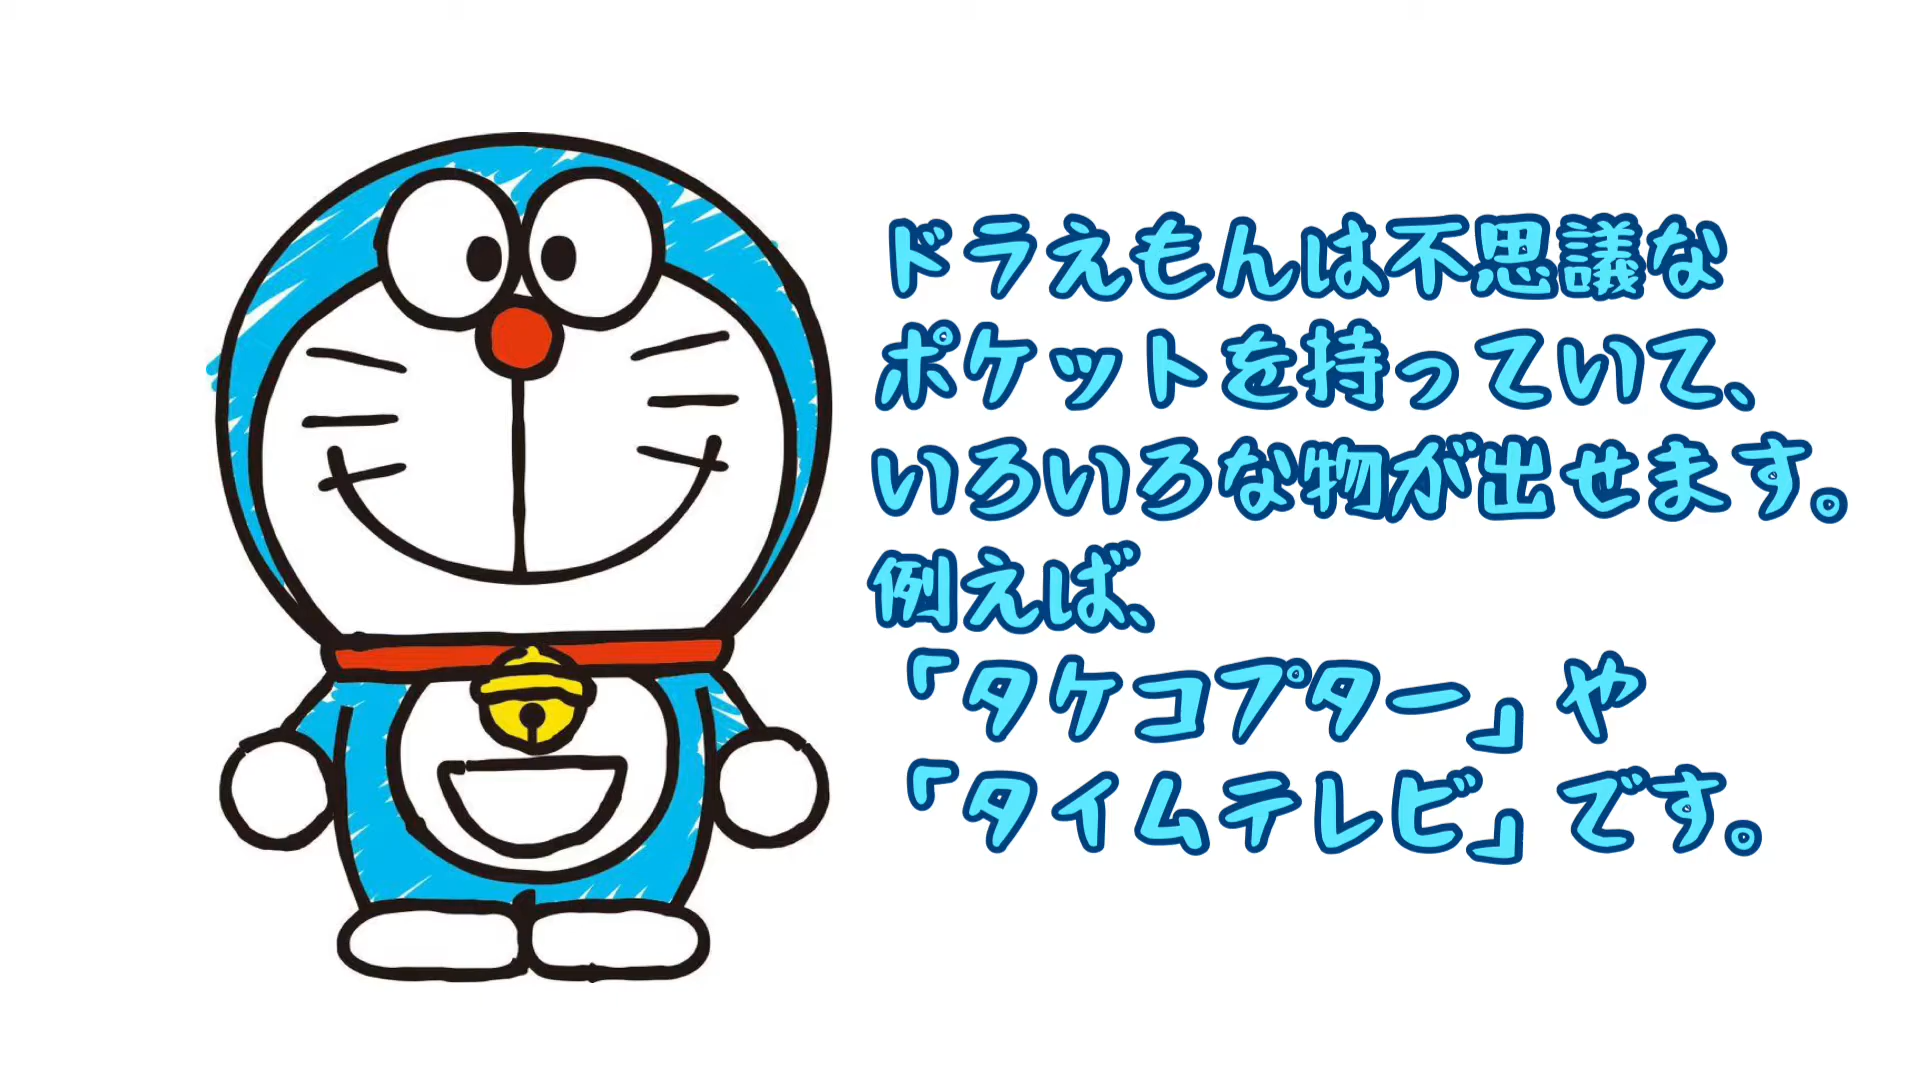 ドラえもんは不思議な
ポケットを持っていて、
いろいろな物が出せます。
例えば、
「タケコプター」や
「タイムテレビ」です。